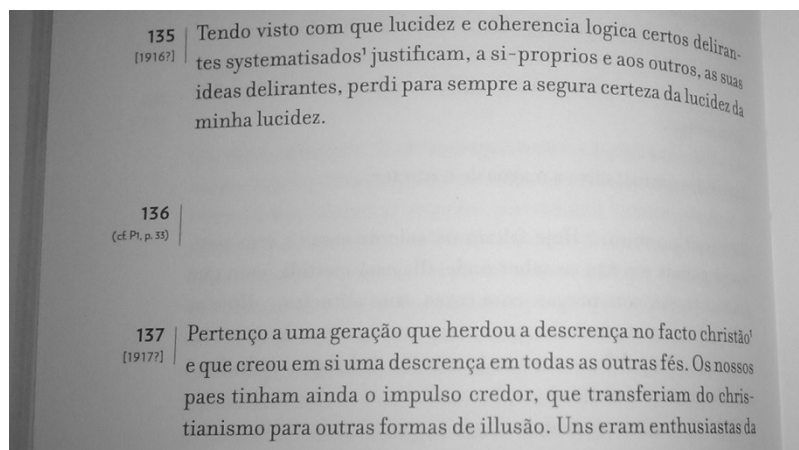 135 Tendo visto com que lucidez e coherencia logica certos deliran-
[1916?] tes systematisados¹ justificam, a si-proprios e aos outros, as suas
ideas delirantes, perdi para sempre a segura certeza da lucidez da
minha lucidez.
136
(cf. P1, p. 33)
137 Pertenço a uma geração que herdou a descrença no facto christão¹
[1917?] e que creou em si uma descrença em todas as outras fés. Os nossos
paes tinham ainda o impulso credor, que transferiam do chris-
tianismo para outras formas de illusão. Uns eram enthusiastas da